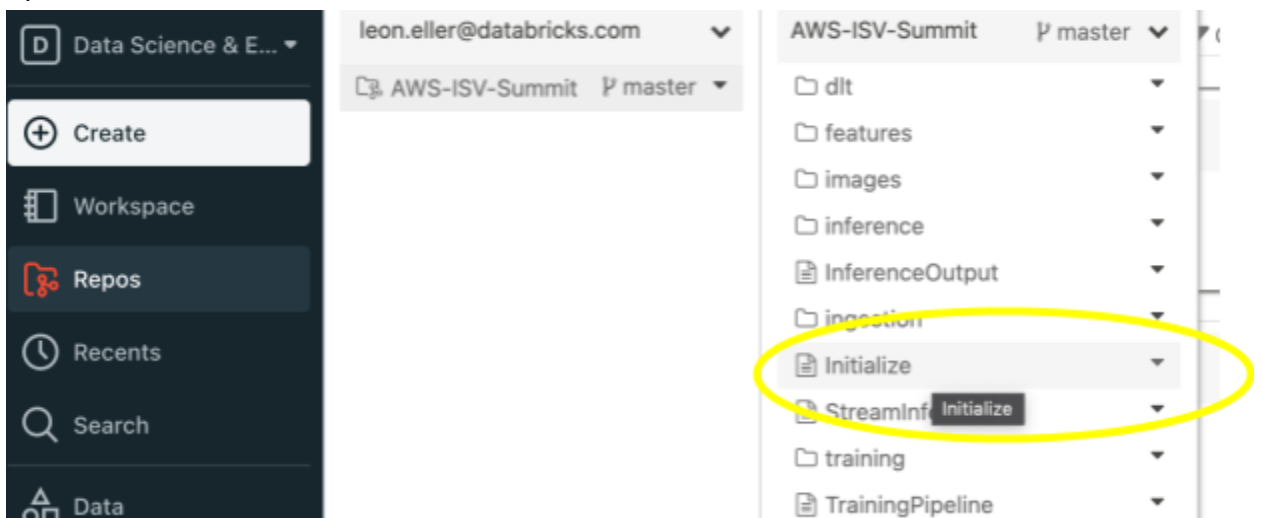 D Data Science & E...
Create
Workspace
Repos
Recents
Search
Data
leon.eller@databricks.com
AWS-ISV-Summit master
AWS-ISV-Summit master
dlt
features
images
inference
InferenceOutput
ingestion
Initialize
Initialize
training
TrainingPipeline